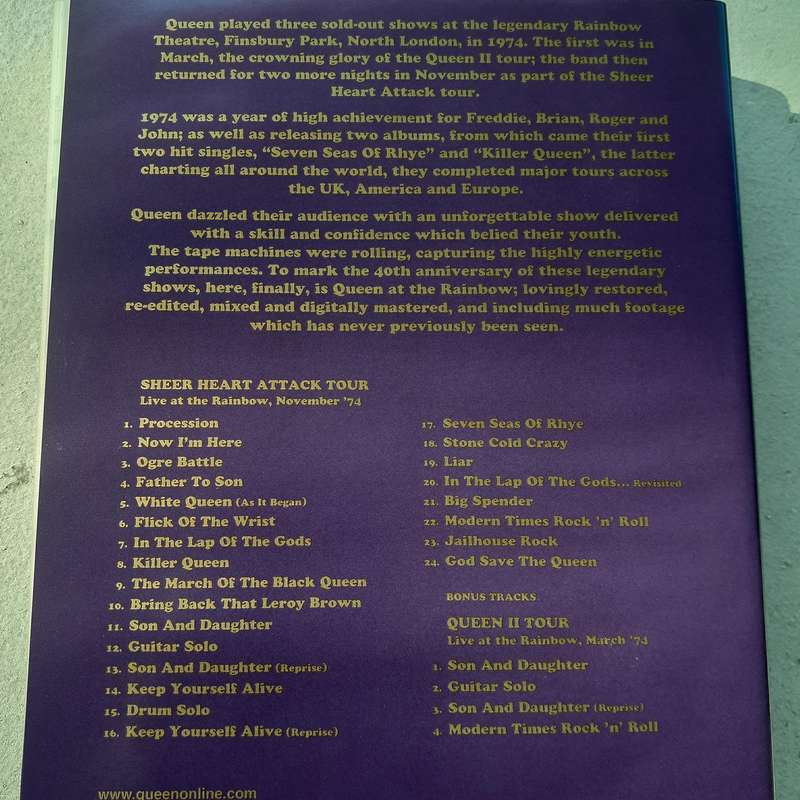 Queen played three sold-out shows at the legendary Rainbow
Theatre, Finsbury Park, North London, in 1974. The first was in
March, the crowning glory of the Queen II tour; the band then
returned for two more nights in November as part of the Sheer
Heart Attack tour.
1974 was a year of high achievement for Freddie, Brian, Roger and
John; as well as releasing two albums, from which came their first
two hit singles, “Seven Seas Of Rhye” and “Killer Queen”, the latter
charting all around the world, they completed major tours across
the UK, America and Europe.
Queen dazzled their audience with an unforgettable show delivered
with a skill and confidence which belied their youth.
The tape machines were rolling, capturing the highly energetic
performances. To mark the 40th anniversary of these legendary
shows, here, finally, is Queen at the Rainbow; lovingly restored,
re-edited, mixed and digitally mastered, and including much footage
which has never previously been seen.
SHEER HEART ATTACK TOUR
Live at the Rainbow, November ’74
1. Procession
2. Now I’m Here
3. Ogre Battle
4. Father To Son
5. White Queen (As It Began)
6. Flick Of The Wrist
7. In The Lap Of The Gods
8. Killer Queen
9. The March Of The Black Queen
10. Bring Back That Leroy Brown
11. Son And Daughter
12. Guitar Solo
13. Son And Daughter (Reprise)
14. Keep Yourself Alive
15. Drum Solo
16. Keep Yourself Alive (Reprise)
17. Seven Seas Of Rhye
18. Stone Cold Crazy
19. Liar
20. In The Lap Of The Gods... Revisited
21. Big Spender
22. Modern Times Rock ’n’ Roll
23. Jailhouse Rock
24. God Save The Queen
BONUS TRACKS
QUEEN II TOUR
Live at the Rainbow, March ’74
1. Son And Daughter
2. Guitar Solo
3. Son And Daughter (Reprise)
4. Modern Times Rock ’n’ Roll
www.queenonline.com